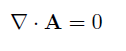 ∇ · A = 0